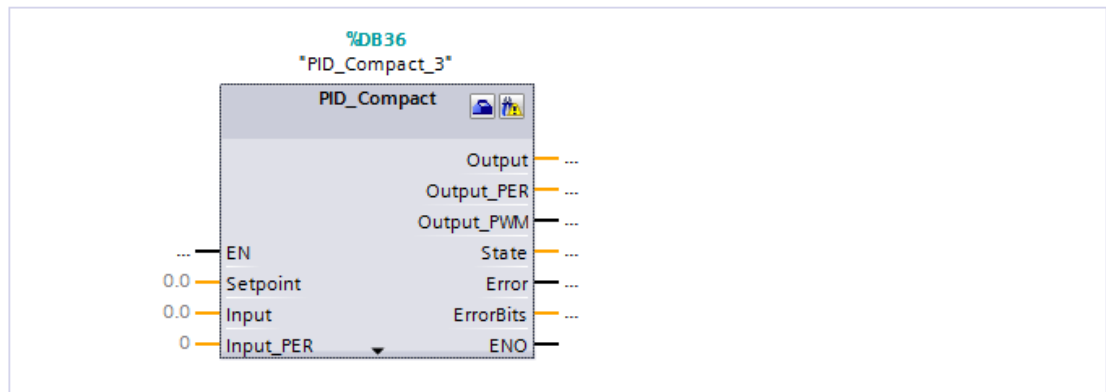 %DB36
"PID_Compact_3"
PID_Compact
Output ...
Output_PER ...
Output_PWM ...
... EN State ...
0.0 Setpoint Error ...
0.0 Input ErrorBits ...
0 Input_PER ENO